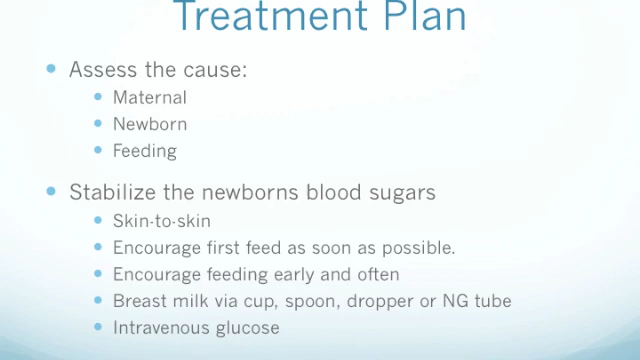 Treatment Plan
Assess the cause:
Maternal
Newborn
Feeding
Stabilize the newborns blood sugars
Skin-to-skin
Encourage first feed as soon as possible.
Encourage feeding early and often
Breast milk via cup, spoon, dropper or NG tube
Intravenous glucose